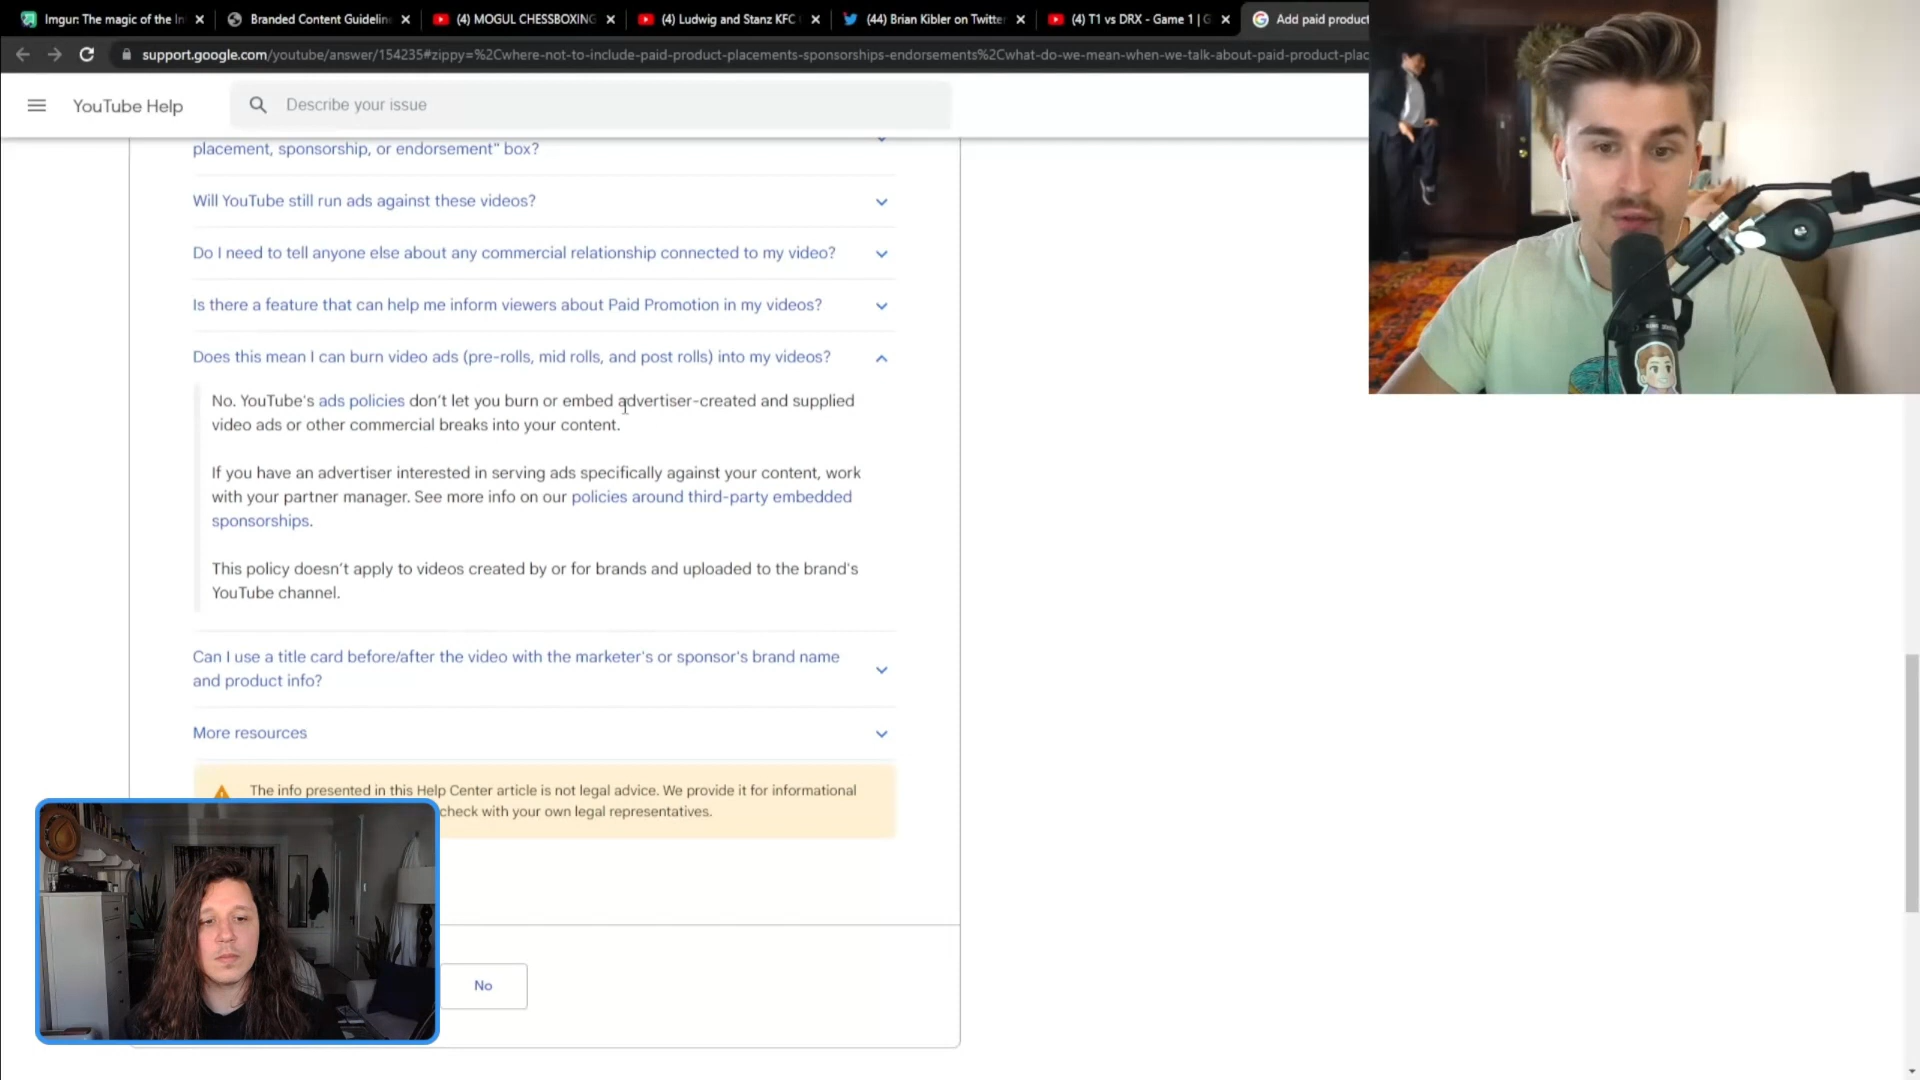 Imgur: The magic of the In
Branded Content Guidelin
(4) MOGUL CHESSBOXING
(4) Ludwig and Stanz KFC
(44) Brian Kibler on Twitte
(4) T1 vs DRX - Game 1 | G
Add paid product
support.google.com/youtube/answer/154235#zippy=%2Cwhere-not-to-include-paid-product-placements-sponsorships-endorsements%2Cwhat-do-we-mean-when-we-talk-about-paid-product-plac
YouTube Help
Describe your issue
placement, sponsorship, or endorsement" box?
Will YouTube still run ads against these videos?
Do I need to tell anyone else about any commercial relationship connected to my video?
Is there a feature that can help me inform viewers about Paid Promotion in my videos?
Does this mean I can burn video ads (pre-rolls, mid rolls, and post rolls) into my videos?
No. YouTube's ads policies don't let you burn or embed advertiser-created and supplied
video ads or other commercial breaks into your content.
If you have an advertiser interested in serving ads specifically against your content, work
with your partner manager. See more info on our policies around third-party embedded
sponsorships.
This policy doesn't apply to videos created by or for brands and uploaded to the brand's
YouTube channel.
Can I use a title card before/after the video with the marketer's or sponsor's brand name
and product info?
More resources
The info presented in this Help Center article is not legal advice. We provide it for informational
check with your own legal representatives.
No